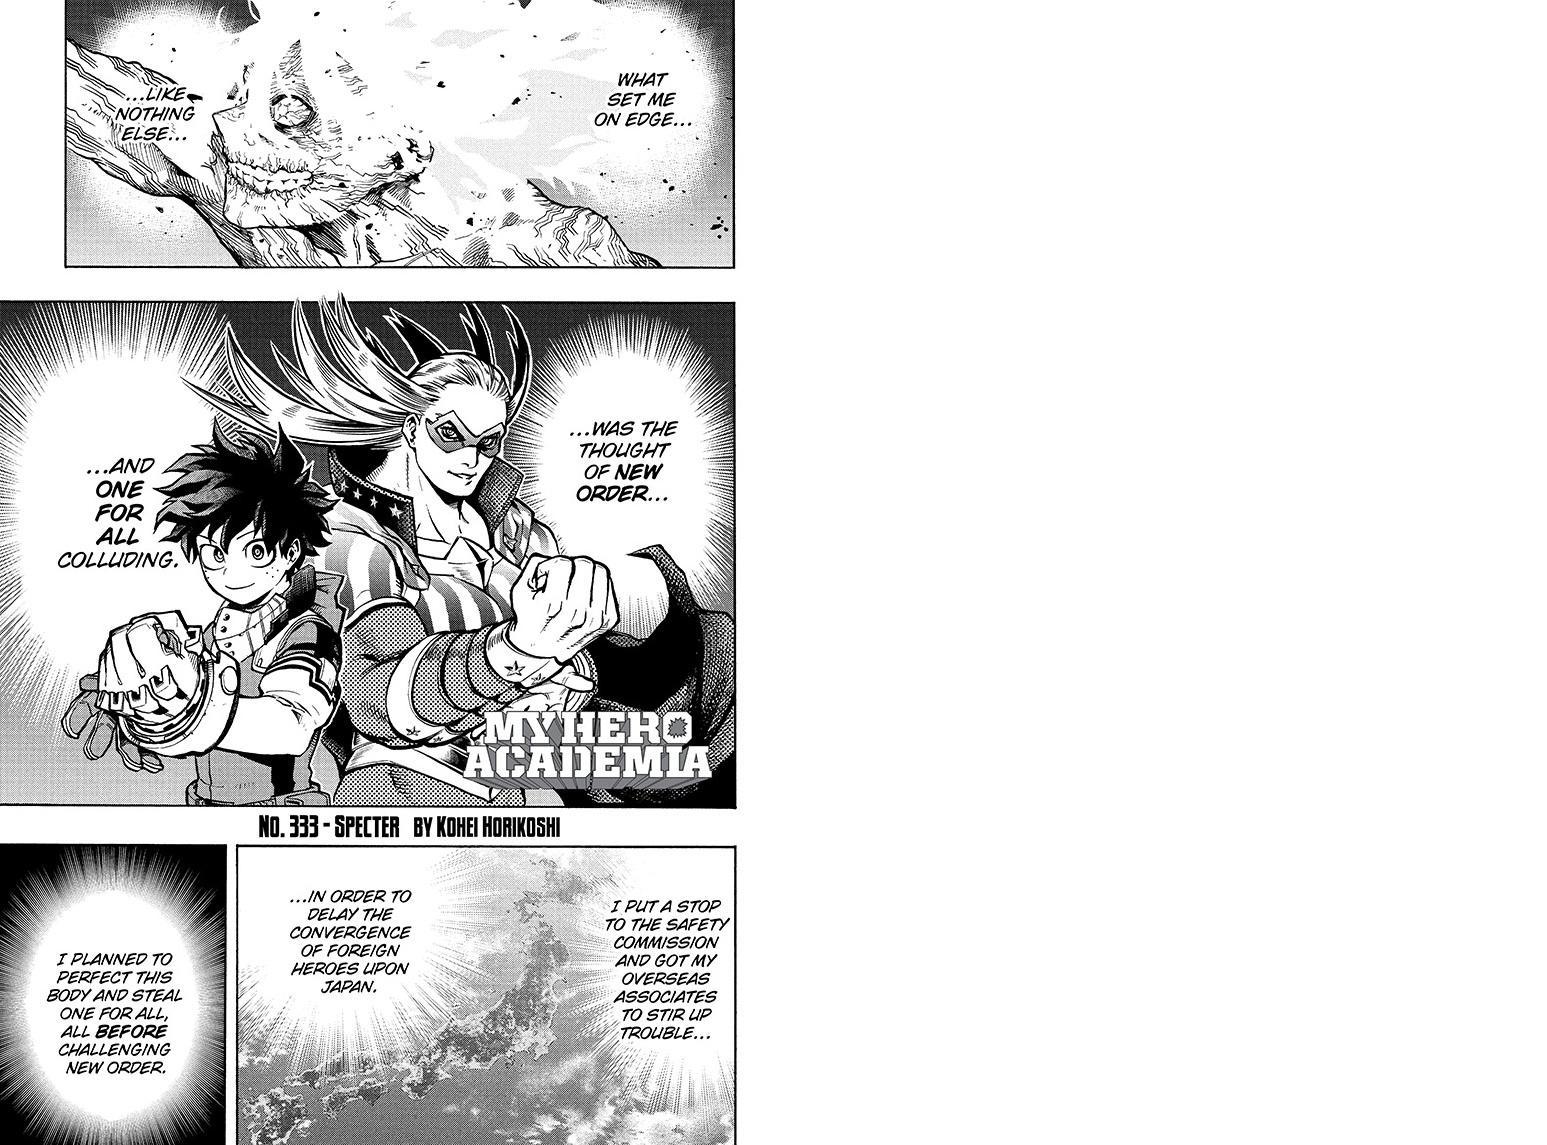 WHAT
SET ME
ON EDGE...
...LIKE
NOTHING
ELSE...
...WAS THE
THOUGHT
OF NEW
ORDER...
...AND
ONE
FOR
ALL
COLLUDING.
MY HERO
ACADEMIA
No. 333 - SPECTER BY KOHEI HORIKOSHI
I PUT A STOP
TO THE SAFETY
COMMISSION
AND GOT MY
OVERSEAS
ASSOCIATES
TO STIR UP
TROUBLE...
...IN ORDER TO
DELAY THE
CONVERGENCE
OF FOREIGN
HEROES UPON
JAPAN.
I PLANNED TO
PERFECT THIS
BODY AND STEAL
ONE FOR ALL,
ALL BEFORE
CHALLENGING
NEW ORDER.